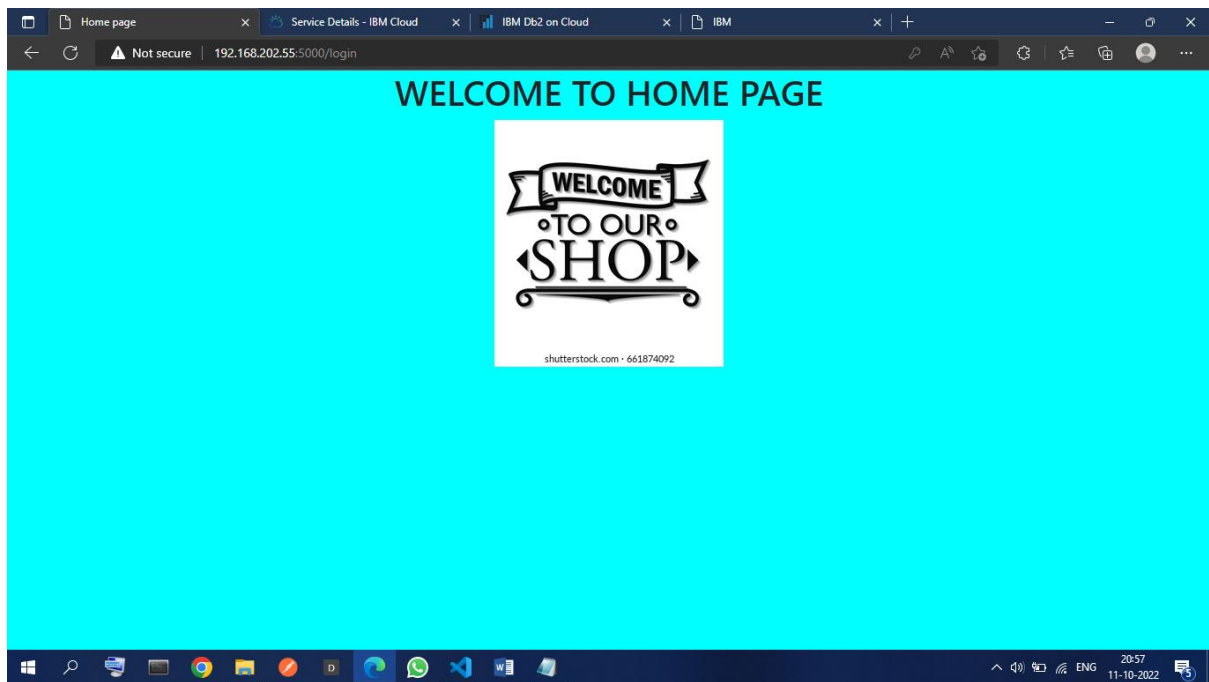 Home page
Service Details - IBM Cloud
IBM Db2 on Cloud
IBM
Not secure
192.168.202.55:5000/login
WELCOME TO HOME PAGE
WELCOME
TO OUR
SHOP
shutterstock.com · 661874092
D
ENG
20:57
11-10-2022
5